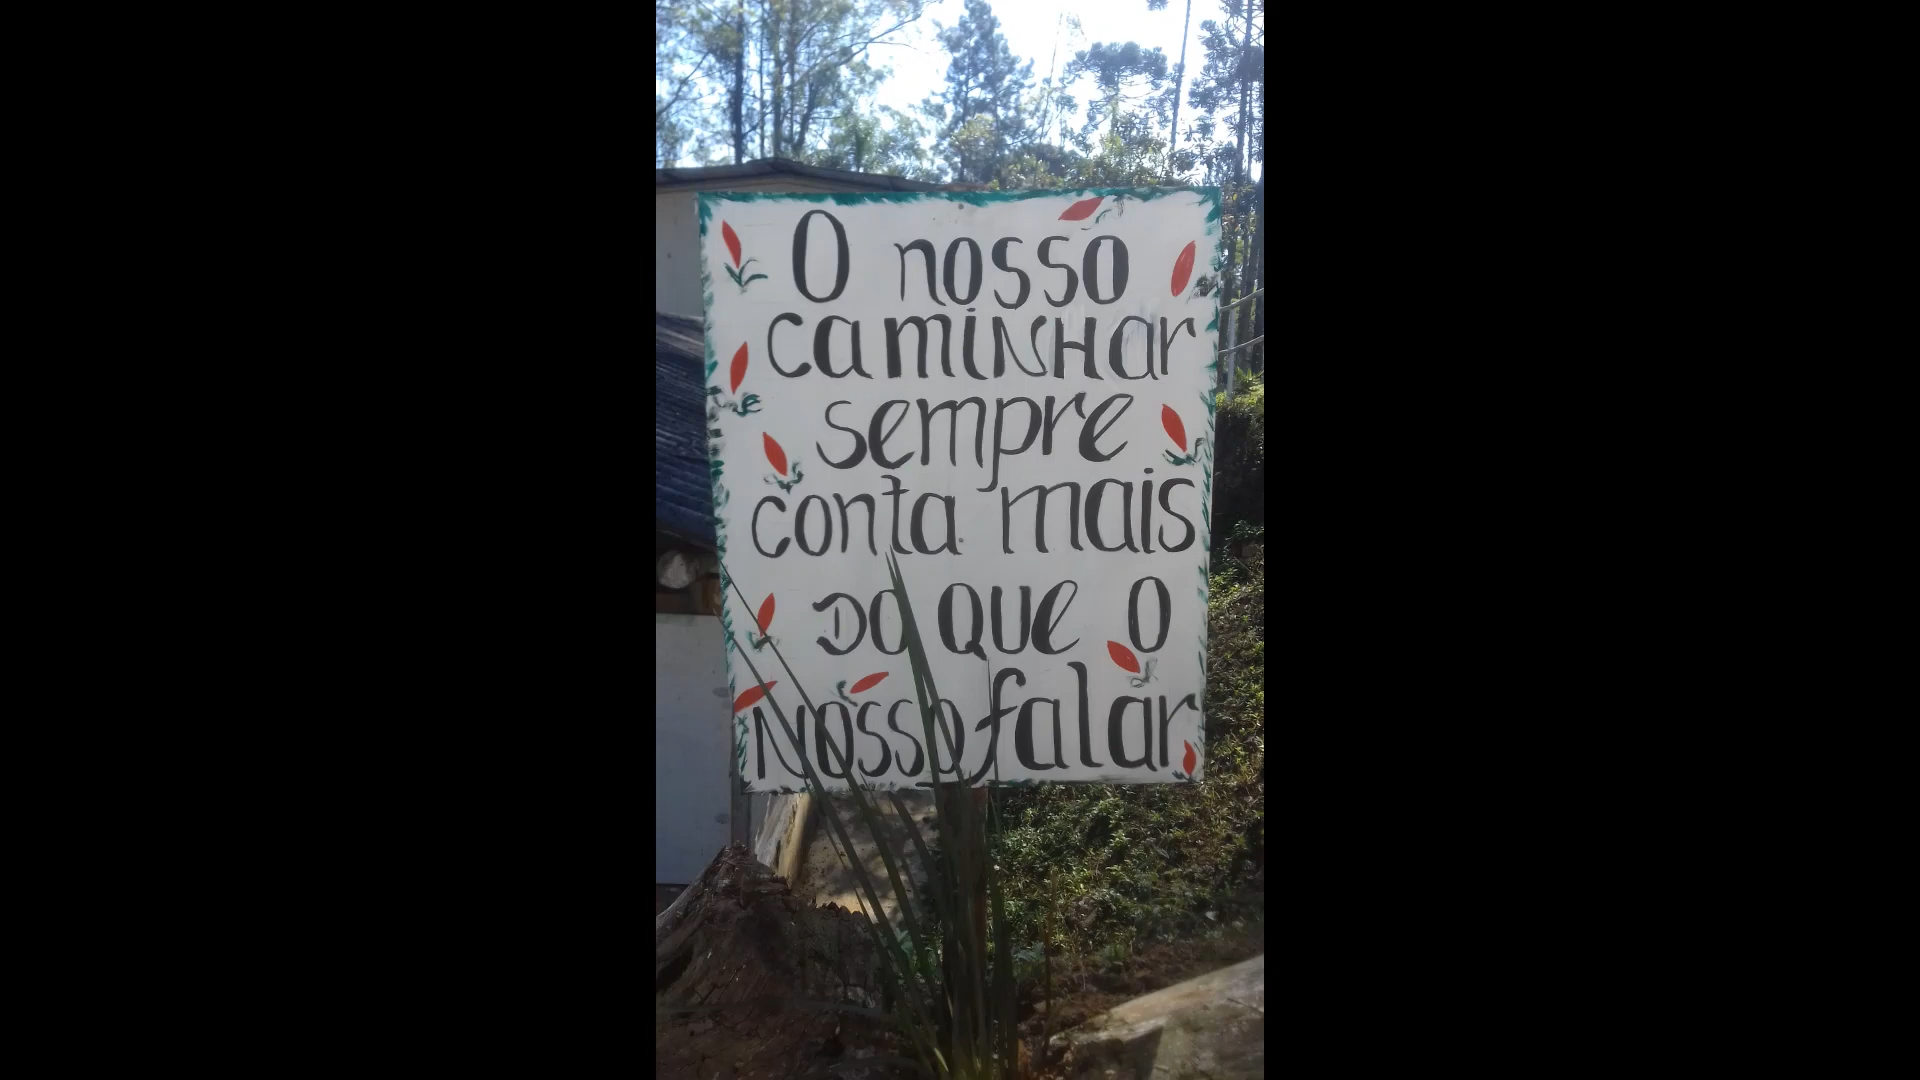 O nosso
camiNHar
sempre
conta mais
DO QUe O
Nosso falar